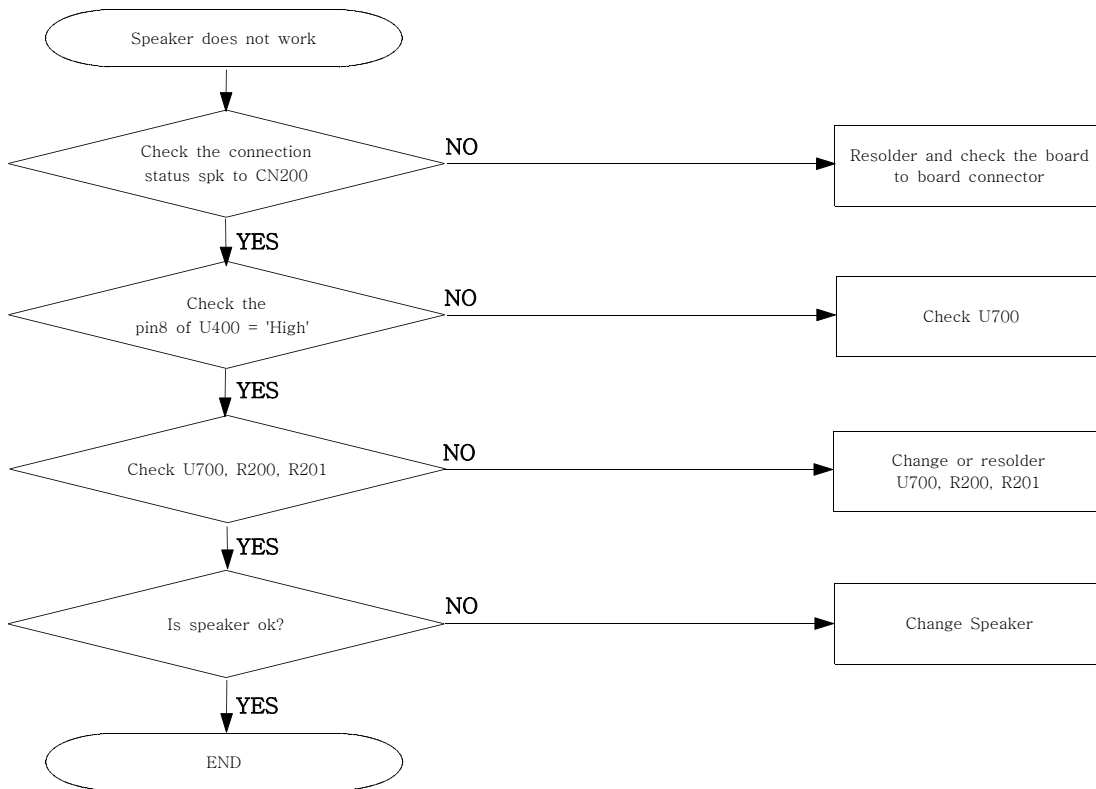 Speaker does not work
Check the connection
status spk to CN200
NO
Resolder and check the board
to board connector
YES
Check the
pin8 of U400 = 'High'
NO
Check U700
YES
Check U700, R200, R201
NO
Change or resolder
U700, R200, R201
YES
Is speaker ok?
NO
Change Speaker
YES
END